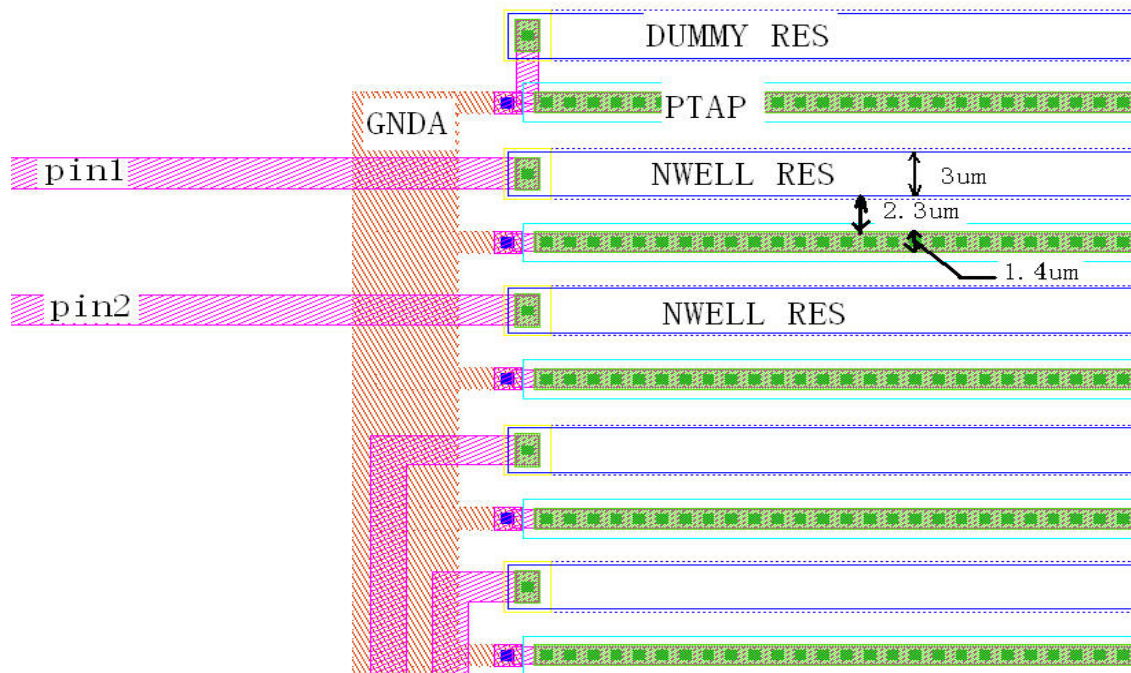 DUMMY RES
PTAP
GNDA
pin1
NWELL RES
3um
2.3um
1.4um
pin2
NWELL RES